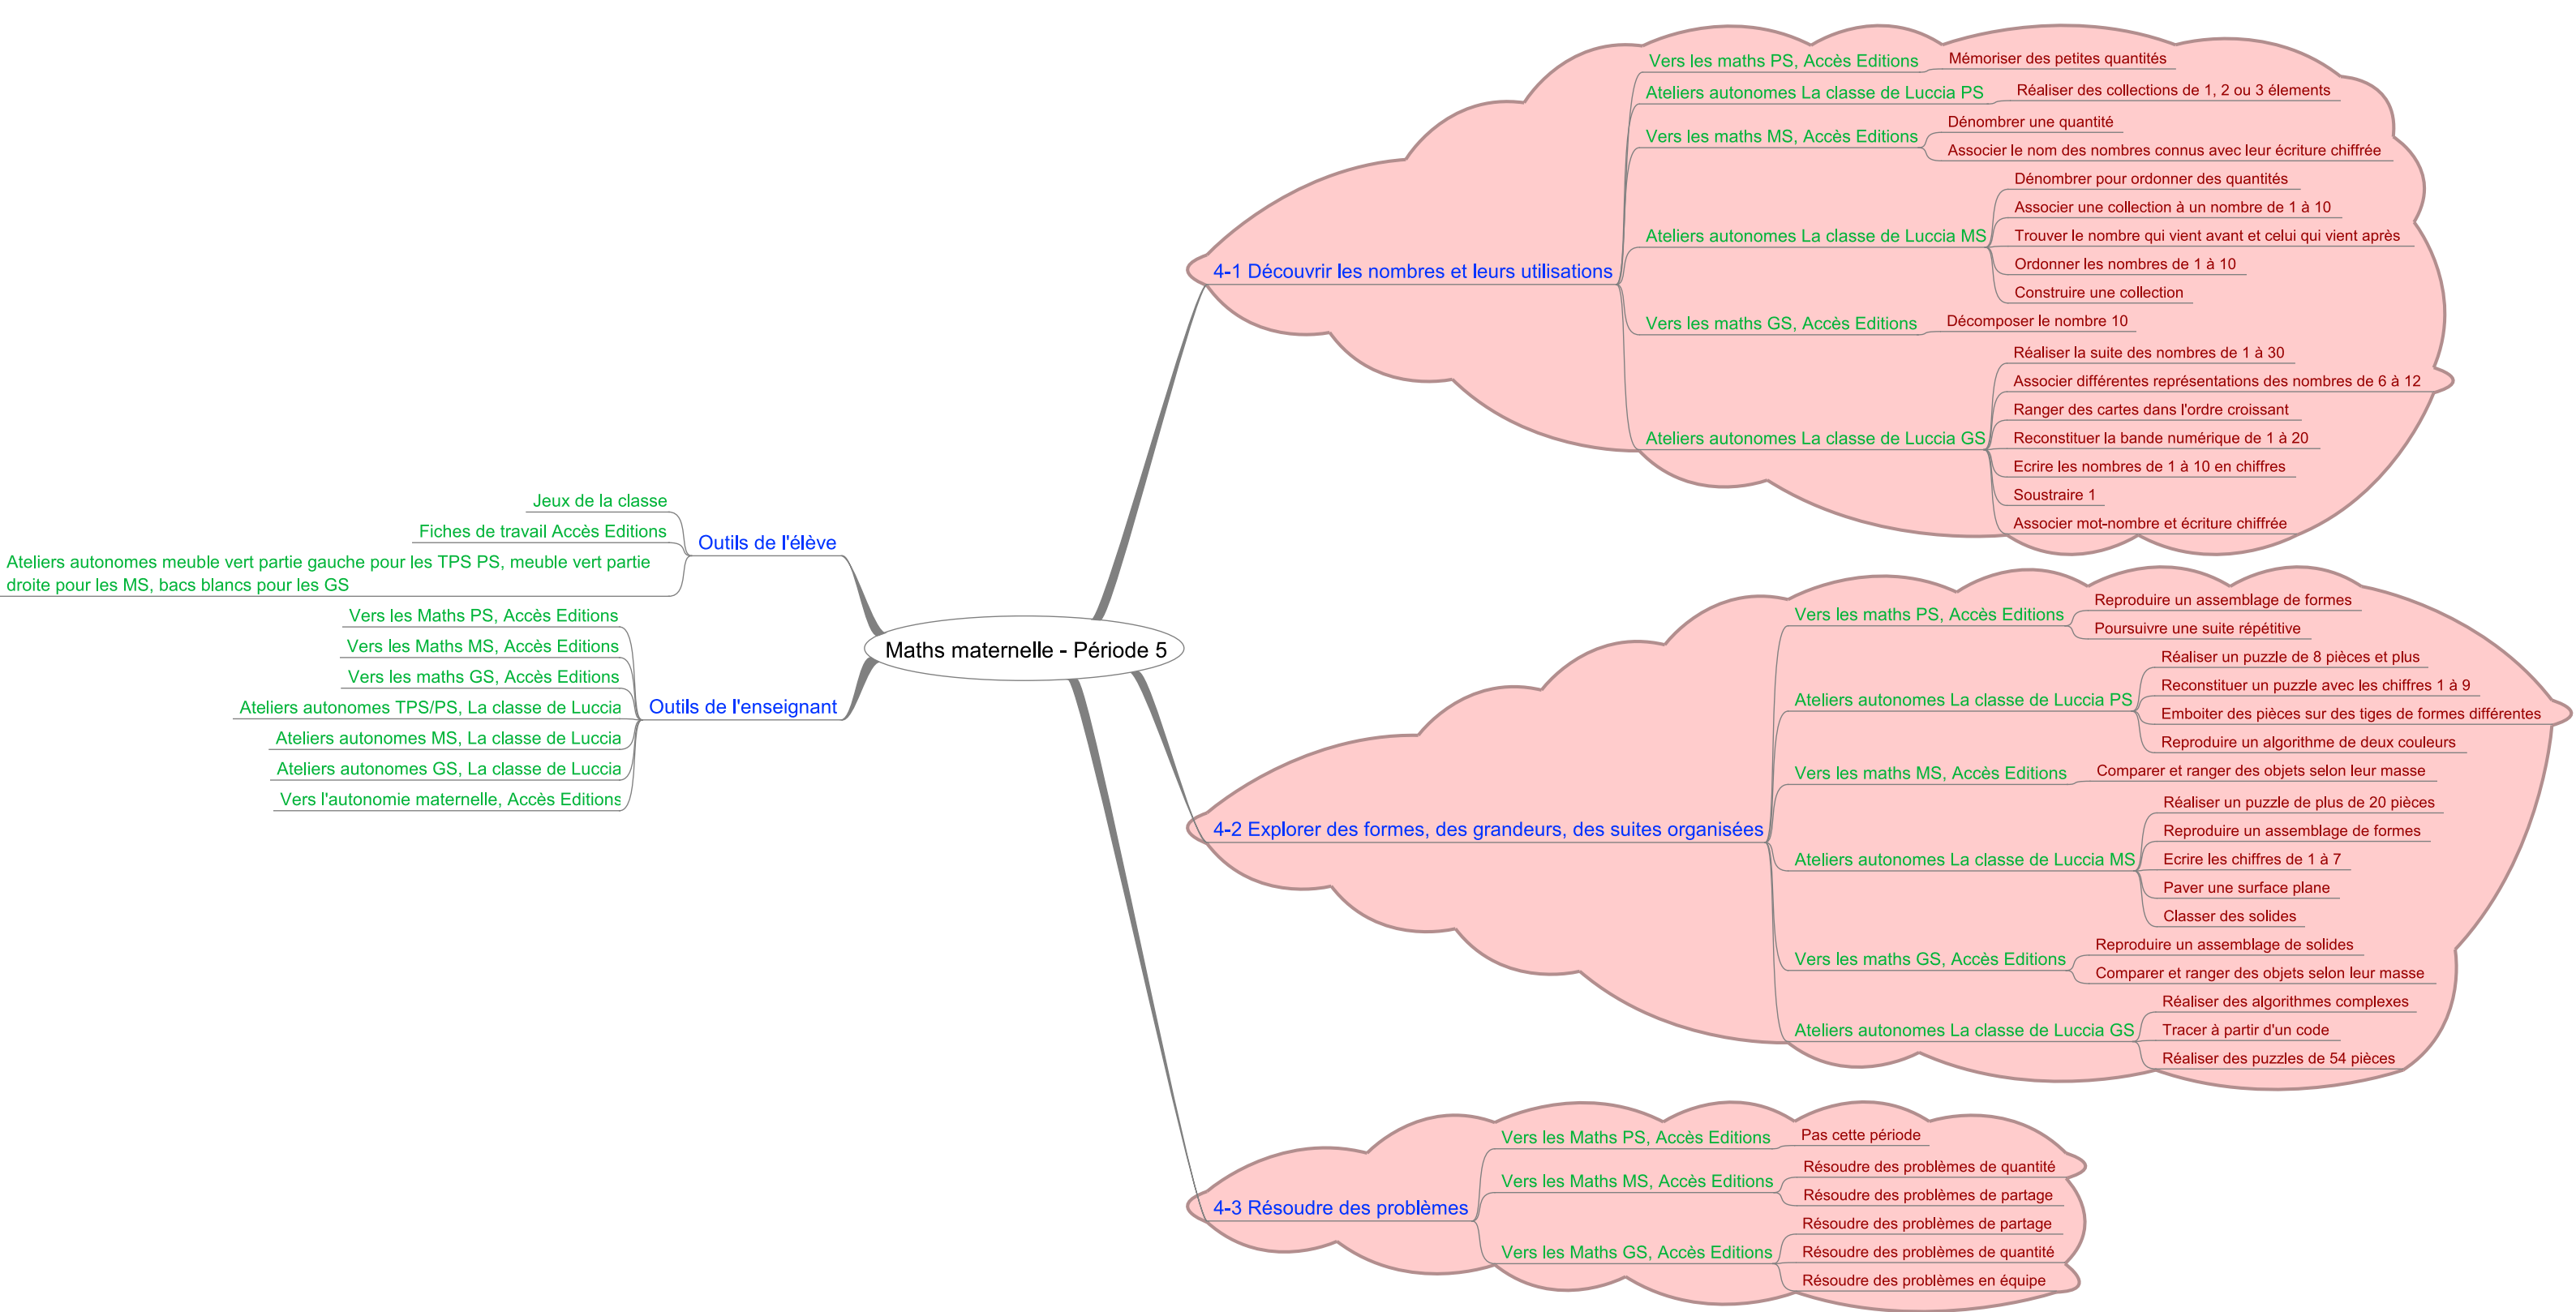 Maths maternelle - Période 5
Outils de l'élève
Jeux de la classe
Fiches de travail Accès Editions
Ateliers autonomes meuble vert partie gauche pour les TPS PS, meuble vert partie
droite pour les MS, bacs blancs pour les GS
Outils de l'enseignant
Vers les Maths PS, Accès Editions
Vers les Maths MS, Accès Editions
Vers les maths GS, Accès Editions
Ateliers autonomes TPS/PS, La classe de Luccia
Ateliers autonomes MS, La classe de Luccia
Ateliers autonomes GS, La classe de Luccia
Vers l'autonomie maternelle, Accès Editions
4-1 Découvrir les nombres et leurs utilisations
Vers les maths PS, Accès Editions
Mémoriser des petites quantités
Ateliers autonomes La classe de Luccia PS
Réaliser des collections de 1, 2 ou 3 élements
Vers les maths MS, Accès Editions
Dénombrer une quantité
Associer le nom des nombres connus avec leur écriture chiffrée
Ateliers autonomes La classe de Luccia MS
Dénombrer pour ordonner des quantités
Associer une collection à un nombre de 1 à 10
Trouver le nombre qui vient avant et celui qui vient après
Ordonner les nombres de 1 à 10
Construire une collection
Vers les maths GS, Accès Editions
Décomposer le nombre 10
Ateliers autonomes La classe de Luccia GS
Réaliser la suite des nombres de 1 à 30
Associer différentes représentations des nombres de 6 à 12
Ranger des cartes dans l'ordre croissant
Reconstituer la bande numérique de 1 à 20
Ecrire les nombres de 1 à 10 en chiffres
Soustraire 1
Associer mot-nombre et écriture chiffrée
4-2 Explorer des formes, des grandeurs, des suites organisées
Vers les maths PS, Accès Editions
Reproduire un assemblage de formes
Poursuivre une suite répétitive
Ateliers autonomes La classe de Luccia PS
Réaliser un puzzle de 8 pièces et plus
Reconstituer un puzzle avec les chiffres 1 à 9
Emboiter des pièces sur des tiges de formes différentes
Reproduire un algorithme de deux couleurs
Vers les maths MS, Accès Editions
Comparer et ranger des objets selon leur masse
Ateliers autonomes La classe de Luccia MS
Réaliser un puzzle de plus de 20 pièces
Reproduire un assemblage de formes
Ecrire les chiffres de 1 à 7
Paver une surface plane
Classer des solides
Vers les maths GS, Accès Editions
Reproduire un assemblage de solides
Comparer et ranger des objets selon leur masse
Ateliers autonomes La classe de Luccia GS
Réaliser des algorithmes complexes
Tracer à partir d'un code
Réaliser des puzzles de 54 pièces
4-3 Résoudre des problèmes
Vers les Maths PS, Accès Editions
Pas cette période
Vers les Maths MS, Accès Editions
Résoudre des problèmes de quantité
Résoudre des problèmes de partage
Vers les Maths GS, Accès Editions
Résoudre des problèmes de partage
Résoudre des problèmes de quantité
Résoudre des problèmes en équipe